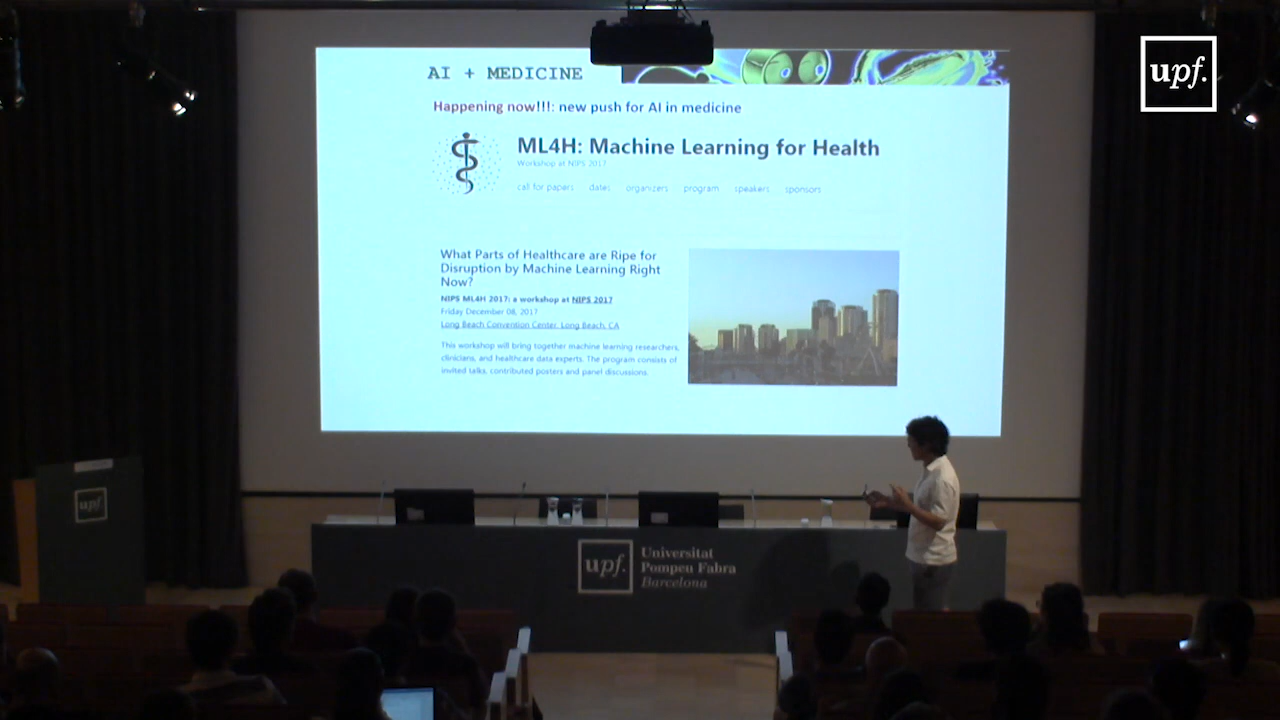 upf.
AI + MEDICINE
Happening now!!!: new push for AI in medicine
ML4H: Machine Learning for Health
Workshop at NIPS 2017
call for papers dates organizers program speakers sponsors
What Parts of Healthcare are Ripe for
Disruption by Machine Learning Right
Now?
NIPS ML4H 2017: a workshop at NIPS 2017
Friday December 08, 2017
Long Beach Convention Center, Long Beach, CA
This workshop will bring together machine learning researchers,
clinicians, and healthcare data experts. The program consists of
invited talks, contributed posters and panel discussions.
upf
upf.
Universitat
Pompeu Fabra
Barcelona